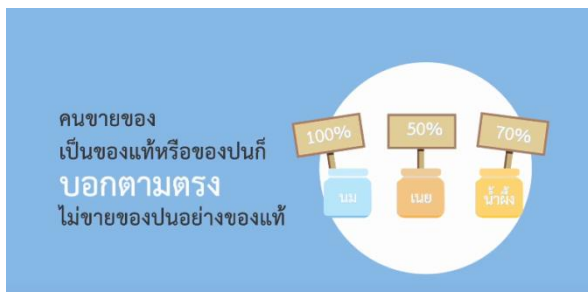 คนขายของ
เป็นของแท้หรือของปนก็
บอกตามตรง
ไม่ขายของปนอย่างของแท้
100%
50%
70%
นม
เนย
น้ำผึ้ง